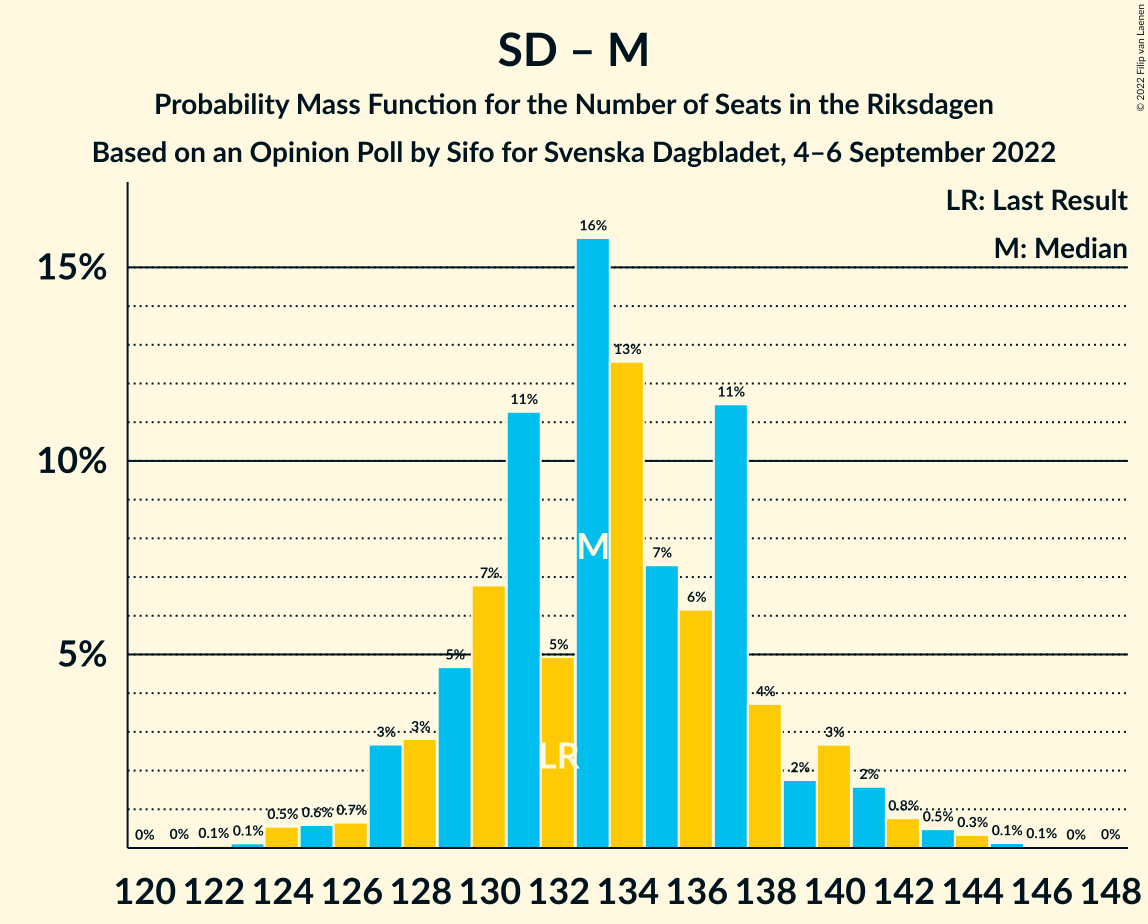 SD – M
Probability Mass Function for the Number of Seats in the Riksdagen
Based on an Opinion Poll by Sifo for Svenska Dagbladet, 4–6 September 2022
© 2022 Filip van Laenen
LR: Last Result
M: Median
15%
10%
5%
0% 0% 0.1% 0.1% 0.5% 0.6% 0.7% 3% 3% 5% 7% 11% 5% 16% 13% 7% 6% 11% 4% 2% 3% 2% 0.8% 0.5% 0.3% 0.1% 0.1% 0% 0%
M
LR
120 122 124 126 128 130 132 134 136 138 140 142 144 146 148